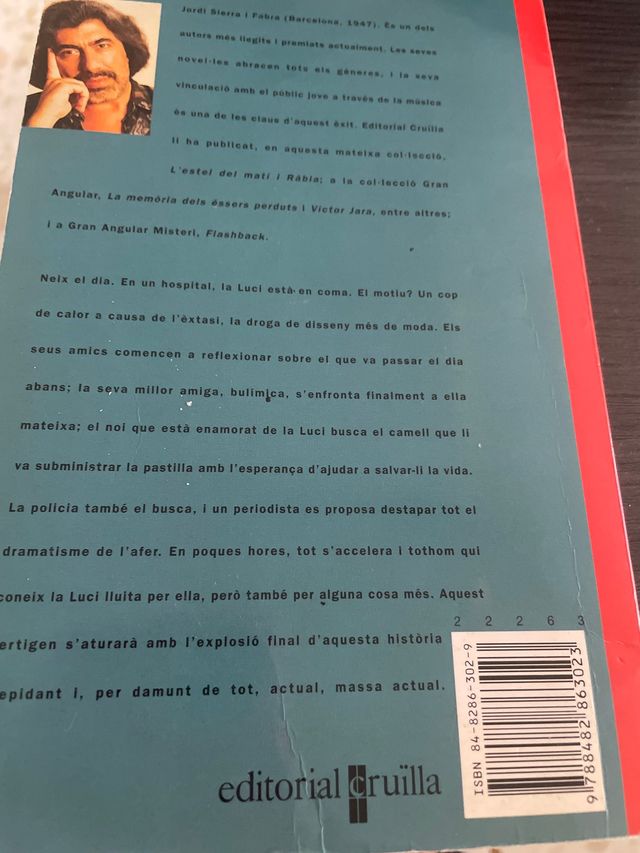 Jordi Sierra i Fabra (Barcelona, 1947). És un dels
autors més llegits i premiats actualment. Les seves
novel·les abracen tots els gèneres, i la seva
vinculació amb el públic jove a través de la música
és una de les claus d'aquest èxit. Editorial Cruïlla
li ha publicat, en aquesta mateixa col·lecció,
L'estel del matí i Ràbia; a la col·lecció Gran
Angular, La memòria dels éssers perduts i Víctor Jara, entre altres;
i a Gran Angular Misteri, Flashback.
Neix el dia. En un hospital, la Luci està en coma. El motiu? Un cop
de calor a causa de l'èxtasi, la droga de disseny més de moda. Els
seus amics comencen a reflexionar sobre el que va passar el dia
abans; la seva millor amiga, bulímica, s'enfronta finalment a ella
mateixa; el noi que està enamorat de la Luci busca el camell que li
va subministrar la pastilla amb l'esperança d'ajudar a salvar-li la vida.
La policia també el busca, i un periodista es proposa destapar tot el
dramatisme de l'afer. En poques hores, tot s'accelera i tothom qui
coneix la Luci lluita per ella, però també per alguna cosa més. Aquest
ertigen s'aturarà amb l'explosió final d'aquesta història
epidant i, per damunt de tot, actual, massa actual.
2 2 2 6 3
ISBN 84-8286-302-9
9 788482 863023
editorial cruïlla